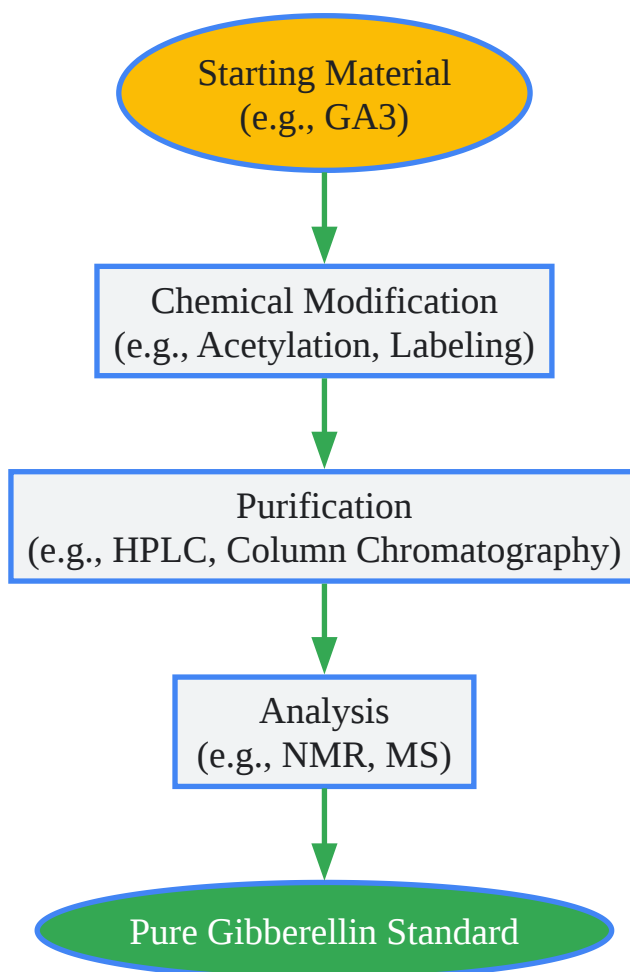 Starting Material
(e.g., GA3)
Chemical Modification
(e.g., Acetylation, Labeling)
Purification
(e.g., HPLC, Column Chromatography)
Analysis
(e.g., NMR, MS)
Pure Gibberellin Standard